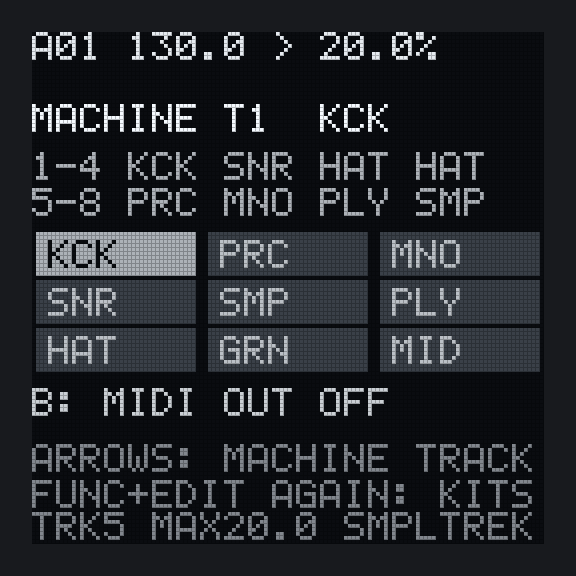 A01 130.0 > 20.0%
MACHINE T1 KCK
1-4 KCK SNR HAT HAT
5-8 PRC MNO PLY SMP
KCK PRC MNO
SNR SMP PLY
HAT GRN MID
B: MIDI OUT OFF
ARROWS: MACHINE TRACK
FUNC+EDIT AGAIN: KITS
TRK5 MAX20.0 SMPLTREK